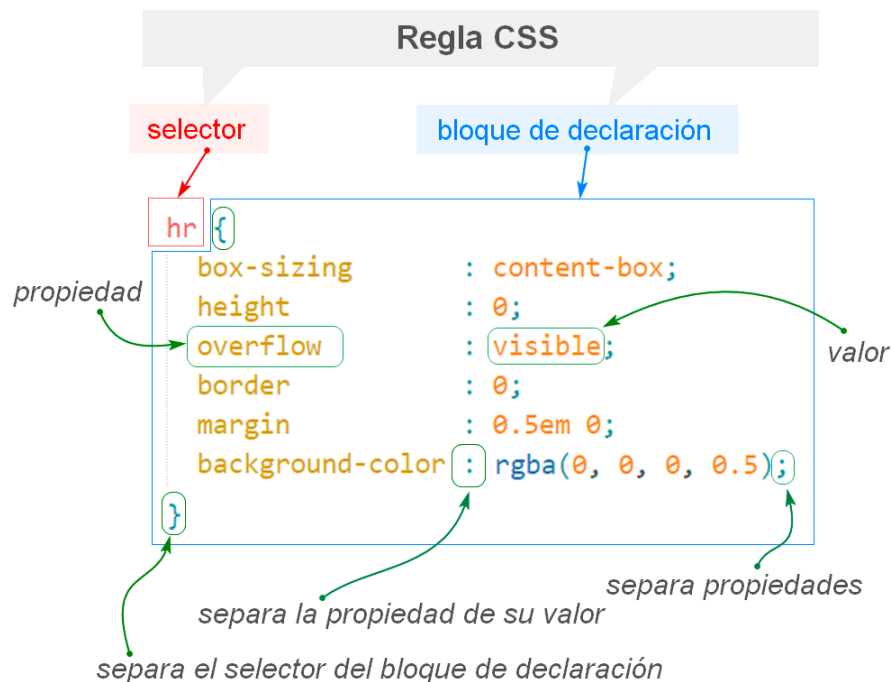 Regla CSS
selector
bloque de declaración
hr {
box-sizing : content-box;
propiedad
height : 0;
overflow : visible;
valor
border : 0;
margin : 0.5em 0;
background-color : rgba(0, 0, 0, 0.5);
}
separa propiedades
separa la propiedad de su valor
separa el selector del bloque de declaración